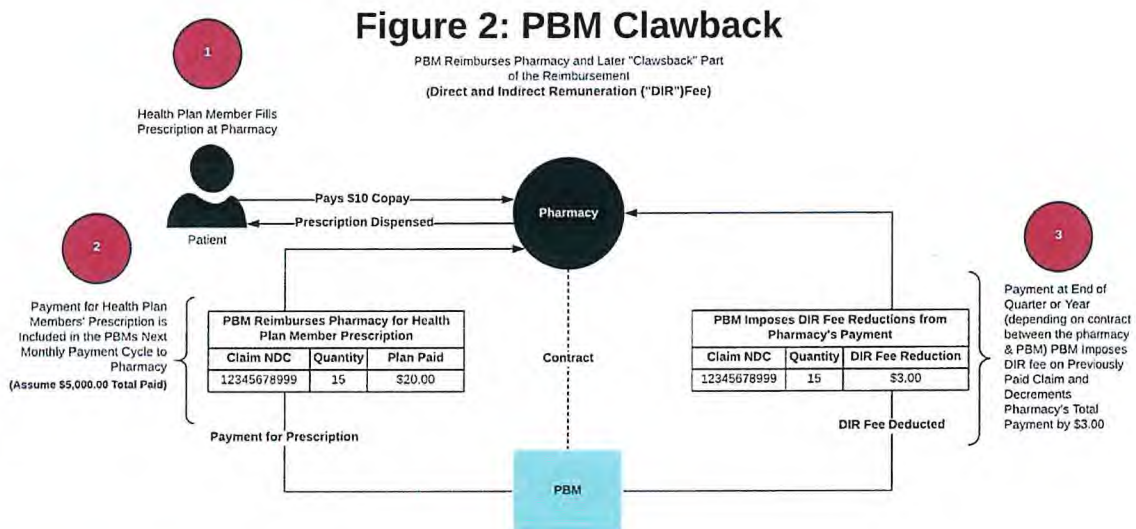 Figure 2: PBM Clawback
PBM Reimburses Pharmacy and Later "Clawsback" Part
of the Reimbursement
(Direct and Indirect Remuneration ("DIR")Fee)
1
Health Plan Member Fills
Prescription at Pharmacy
Patient
Pays $10 Copay
Prescription Dispensed
Pharmacy
2
Payment for Health Plan
Members' Prescription is
Included in the PBMs Next
Monthly Payment Cycle to
Pharmacy
(Assume $5,000.00 Total Paid)
PBM Reimburses Pharmacy for Health
Plan Member Prescription
Claim NDC Quantity Plan Paid
12345678999 15 $20.00
Payment for Prescription
Contract
PBM Imposes DIR Fee Reductions from
Pharmacy's Payment
Claim NDC Quantity DIR Fee Reduction
12345678999 15 $3.00
DIR Fee Deducted
3
Payment at End of
Quarter or Year
(depending on contract
between the pharmacy
& PBM) PBM Imposes
DIR fee on Previously
Paid Claim and
Decrements
Pharmacy's Total
Payment by $3.00
PBM